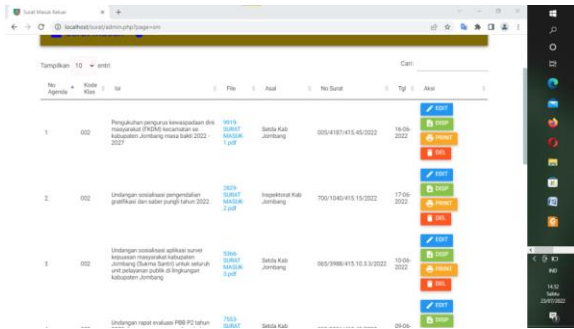 Surat Masuk Keluar
localhost/surat/admin.php?page=sm
Tampilkan 10 entri
Cari:
No Agenda Kode Klas Isi File Asal No Surat Tgl Aksi
1 002 Pengukuhan pengurus kewaspadaan dini masyarakat (FKDM) kecamatan se kabupaten Jombang masa bakti 2022 - 2027 9919-SURAT MASUK 1.pdf Sekda Kab Jombang 005/4187/415.45/2022 16-06-2022
EDIT
DISP
PRINT
DEL
2 002 Undangan sosialisasi pengendalian gratifikasi dan saber pungli tahun 2022 2829-SURAT MASUK 2.pdf Inspektorat Kab Jombang 700/1040/415.15/2022 17-06-2022
EDIT
DISP
PRINT
DEL
3 002 Undangan sosialisasi aplikasi survei kepuasan masyarakat kabupaten Jombang (Sukma Santri) untuk seluruh unit pelayanan publik di lingkungan kabupaten Jombang 5366-SURAT MASUK 3.pdf Sekda Kab Jombang 065/3988/415.10.3.3/2022 10-06-2022
EDIT
DISP
PRINT
DEL
Undangan rapat evaluasi PBB-P2 tahun 7553-SURAT Sekda Kab 09-06-
EDIT
DISP
PRINT
IND
14.52
Sabtu
23/07/2022